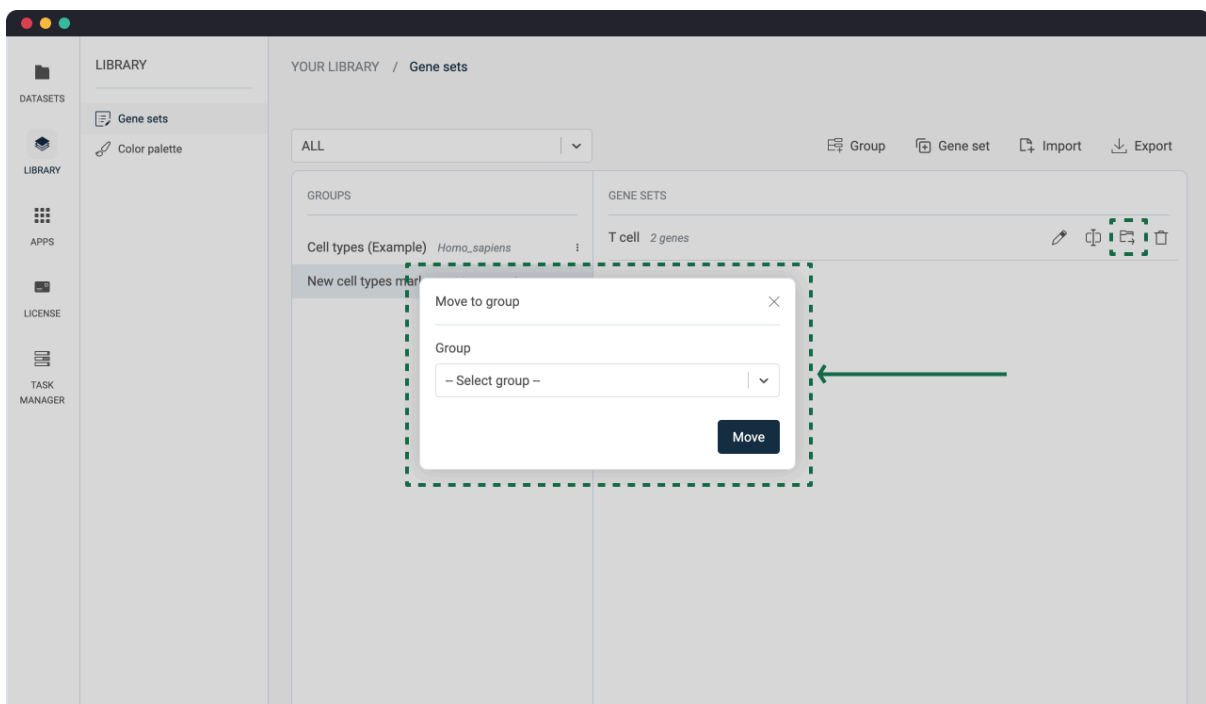 DATASETS
LIBRARY
APPS
LICENSE
TASK
MANAGER
LIBRARY
Gene sets
Color palette
YOUR LIBRARY / Gene sets
ALL
Group
Gene set
Import
Export
GROUPS
Cell types (Example) Homo_sapiens
New cell types mar
GENE SETS
T cell 2 genes
Move to group
Group
-- Select group --
Move